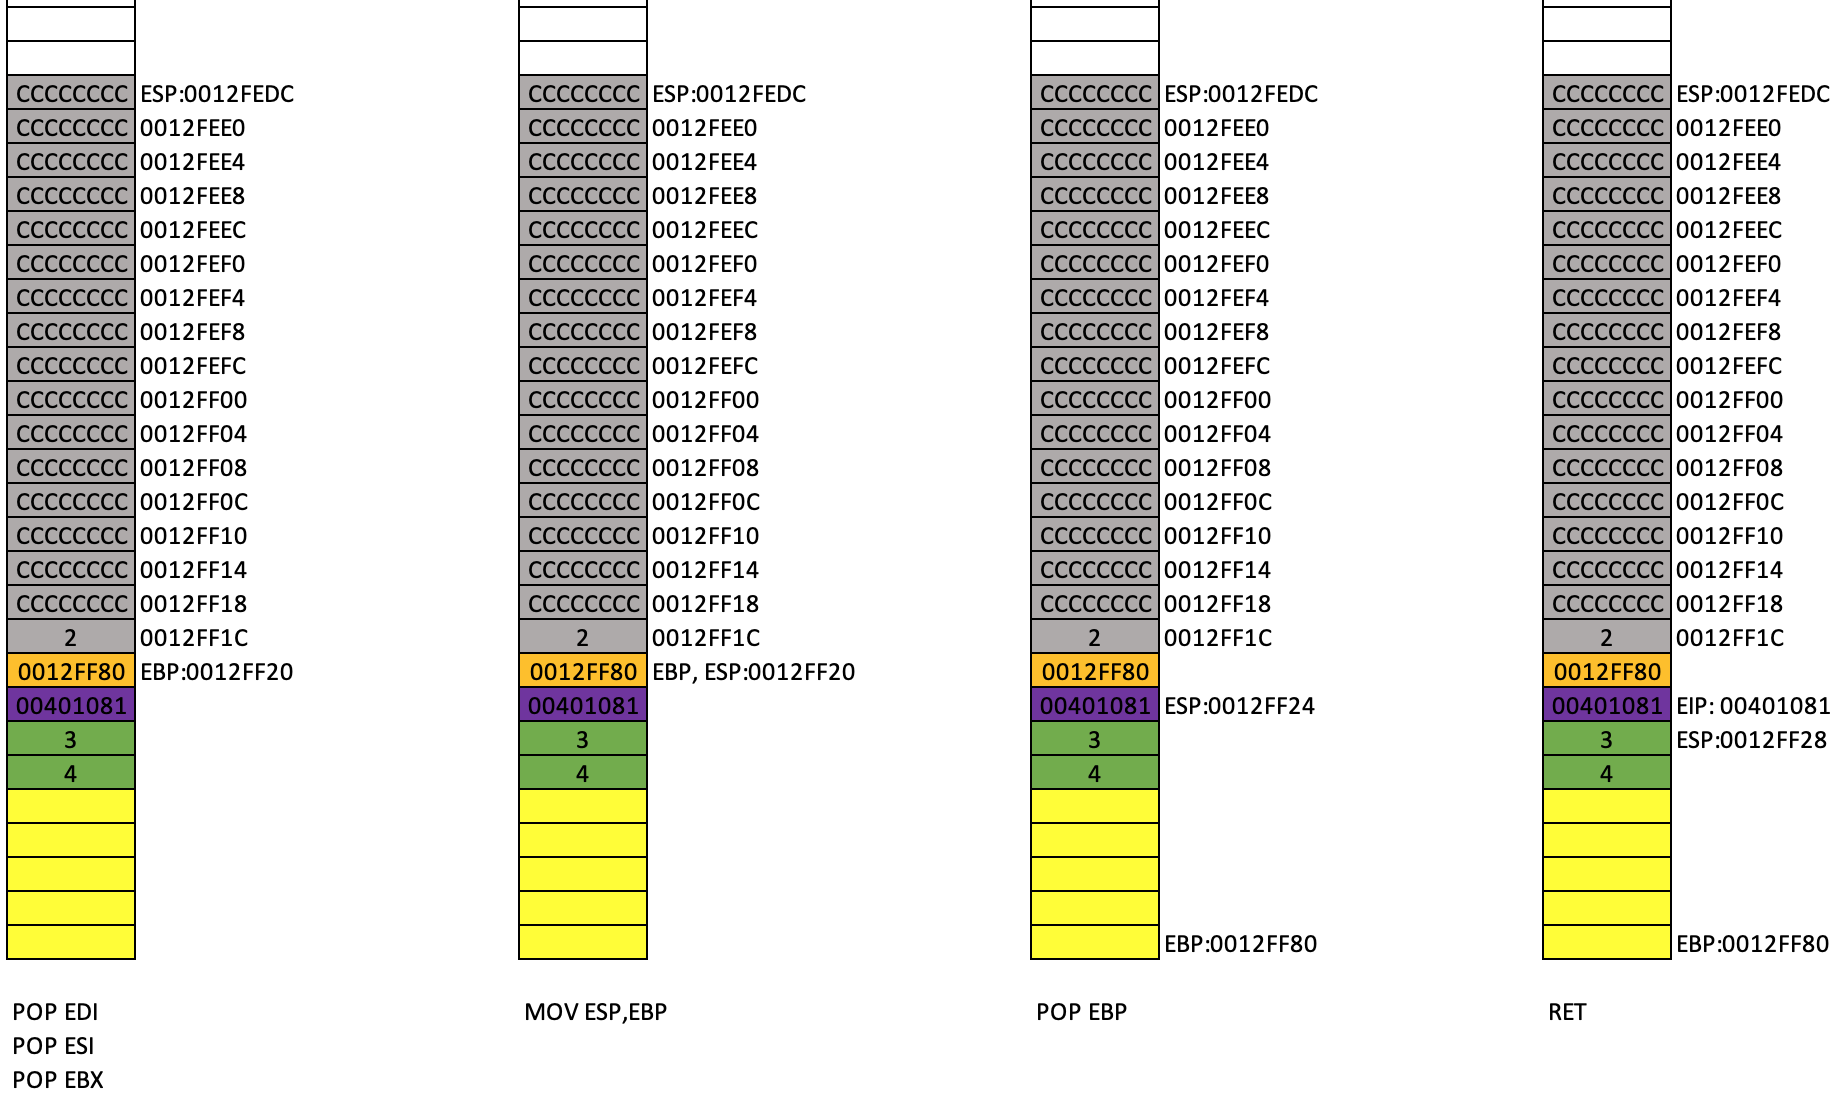 CCCCCCCC ESP:0012FEDC CCCCCCCC ESP:0012FEDC CCCCCCCC ESP:0012FEDC CCCCCCCC ESP:0012FEDC
CCCCCCCC 0012FEE0 CCCCCCCC 0012FEE0 CCCCCCCC 0012FEE0 CCCCCCCC 0012FEE0
CCCCCCCC 0012FEE4 CCCCCCCC 0012FEE4 CCCCCCCC 0012FEE4 CCCCCCCC 0012FEE4
CCCCCCCC 0012FEE8 CCCCCCCC 0012FEE8 CCCCCCCC 0012FEE8 CCCCCCCC 0012FEE8
CCCCCCCC 0012FEEC CCCCCCCC 0012FEEC CCCCCCCC 0012FEEC CCCCCCCC 0012FEEC
CCCCCCCC 0012FEF0 CCCCCCCC 0012FEF0 CCCCCCCC 0012FEF0 CCCCCCCC 0012FEF0
CCCCCCCC 0012FEF4 CCCCCCCC 0012FEF4 CCCCCCCC 0012FEF4 CCCCCCCC 0012FEF4
CCCCCCCC 0012FEF8 CCCCCCCC 0012FEF8 CCCCCCCC 0012FEF8 CCCCCCCC 0012FEF8
CCCCCCCC 0012FEFC CCCCCCCC 0012FEFC CCCCCCCC 0012FEFC CCCCCCCC 0012FEFC
CCCCCCCC 0012FF00 CCCCCCCC 0012FF00 CCCCCCCC 0012FF00 CCCCCCCC 0012FF00
CCCCCCCC 0012FF04 CCCCCCCC 0012FF04 CCCCCCCC 0012FF04 CCCCCCCC 0012FF04
CCCCCCCC 0012FF08 CCCCCCCC 0012FF08 CCCCCCCC 0012FF08 CCCCCCCC 0012FF08
CCCCCCCC 0012FF0C CCCCCCCC 0012FF0C CCCCCCCC 0012FF0C CCCCCCCC 0012FF0C
CCCCCCCC 0012FF10 CCCCCCCC 0012FF10 CCCCCCCC 0012FF10 CCCCCCCC 0012FF10
CCCCCCCC 0012FF14 CCCCCCCC 0012FF14 CCCCCCCC 0012FF14 CCCCCCCC 0012FF14
CCCCCCCC 0012FF18 CCCCCCCC 0012FF18 CCCCCCCC 0012FF18 CCCCCCCC 0012FF18
2 0012FF1C 2 0012FF1C 2 0012FF1C 2 0012FF1C
0012FF80 EBP:0012FF20 0012FF80 EBP, ESP:0012FF20 0012FF80 0012FF80
00401081 00401081 00401081 ESP:0012FF24 00401081 EIP: 00401081
3 3 3 3 ESP:0012FF28
4 4 4 4
EBP:0012FF80 EBP:0012FF80
POP EDI MOV ESP,EBP POP EBP RET
POP ESI
POP EBX